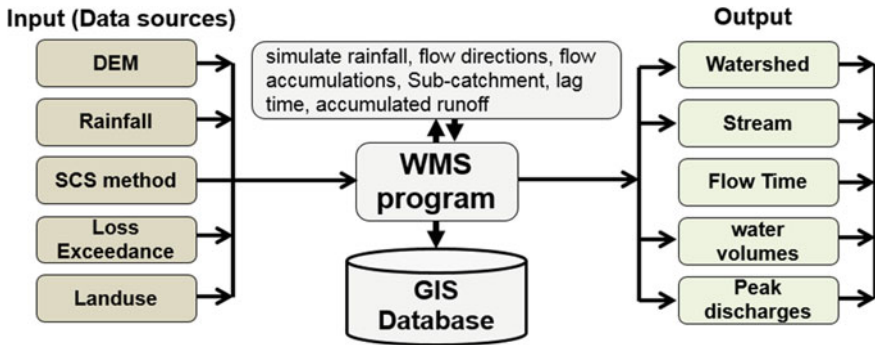 Input (Data sources)
DEM
Rainfall
SCS method
Loss
Exceedance
Landuse
simulate rainfall, flow directions, flow
accumulations, Sub-catchment, lag
time, accumulated runoff
WMS
program
GIS
Database
Output
Watershed
Stream
Flow Time
water
volumes
Peak
discharges